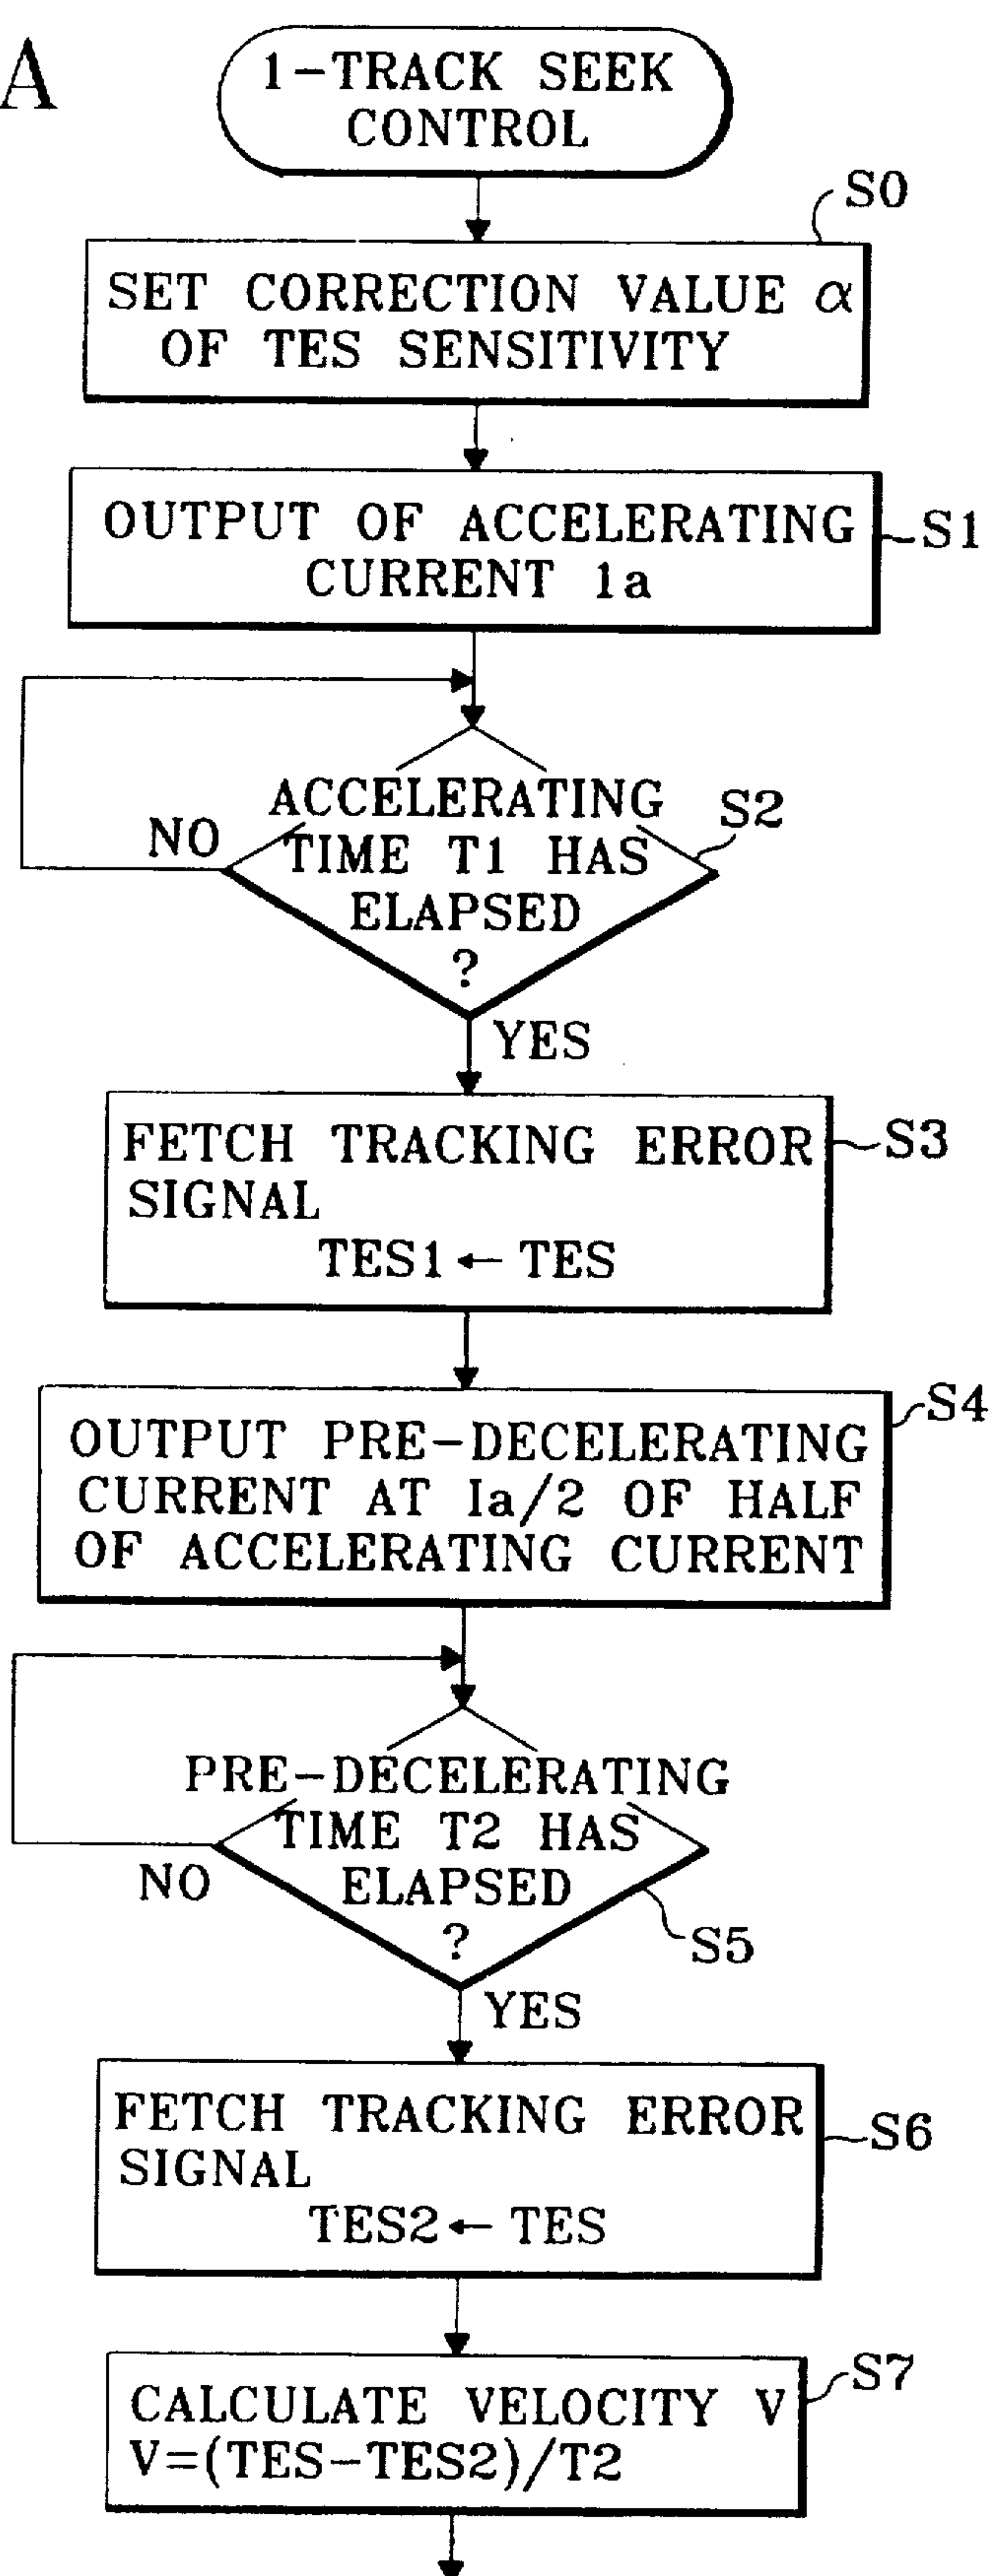 A
1-TRACK SEEK
CONTROL
S0
SET CORRECTION VALUE α
OF TES SENSITIVITY
OUTPUT OF ACCELERATING
CURRENT 1a
S1
ACCELERATING
TIME T1 HAS
ELAPSED
?
S2
NO
YES
FETCH TRACKING ERROR
SIGNAL
TES1 ← TES
S3
OUTPUT PRE-DECELERATING
CURRENT AT Ia/2 OF HALF
OF ACCELERATING CURRENT
S4
PRE-DECELERATING
TIME T2 HAS
ELAPSED
?
NO
S5
YES
FETCH TRACKING ERROR
SIGNAL
TES2 ← TES
S6
CALCULATE VELOCITY V
V=(TES-TES2)/T2
S7